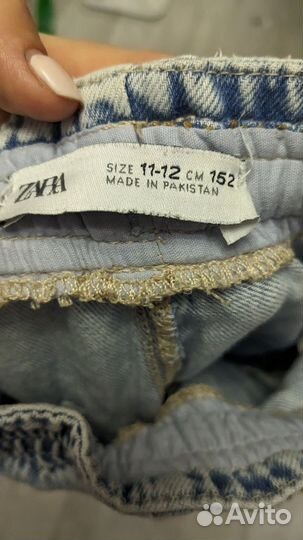 ZARA
SIZE 11-12 CM 152
MADE IN PAKISTAN
Avito